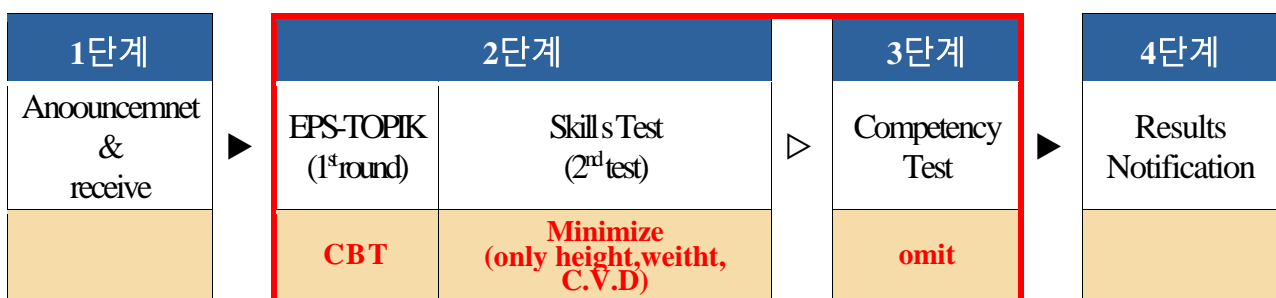 1단계
2단계
3단계
4단계
Anoouncemnet
&
receive
▶
EPS-TOPIK
(1st round)
Skills Test
(2nd test)
▷
Competency
Test
▶
Results
Notification
CBT
Minimize
(only height,weitht,
C.V.D)
omit